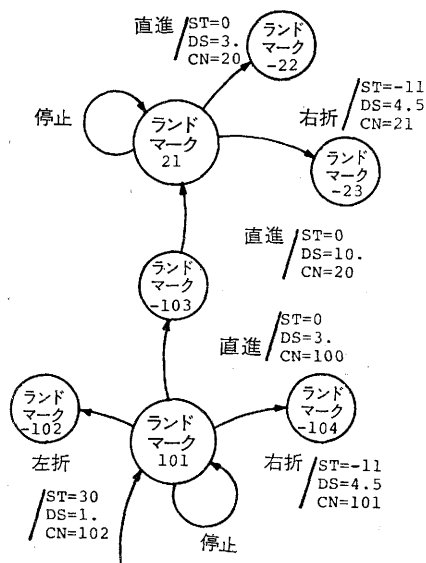 直進
ST=0
DS=3.
CN=20
ランド
マーク
-22
停止
ランド
マーク
21
右折
ST=-11
DS=4.5
CN=21
ランド
マーク
-23
直進
ST=0
DS=10.
CN=20
ランド
マーク
-103
直進
ST=0
DS=3.
CN=100
ランド
マーク
-102
左折
ST=30
DS=1.
CN=102
ランド
マーク
101
ランド
マーク
-104
右折
ST=-11
DS=4.5
CN=101
停止